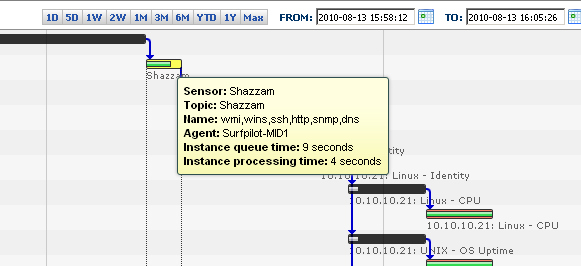 1D 5D 1W 2W 1M 3M 6M YTD 1Y Max FROM: 2010-08-13 15:58:12 TO: 2010-08-13 16:05:26
Shazzam
Sensor: Shazzam
Topic: Shazzam
Name: wmi,wins,ssh,http,snmp,dns
Agent: Surfpilot-MID1
Instance queue time: 9 seconds
Instance processing time: 4 seconds
entity
10.10.10.21: Linux - Identity
10.10.10.21: Linux - CPU
10.10.10.21: Linux - CPU
10.10.10.21: UNIX - OS Uptime